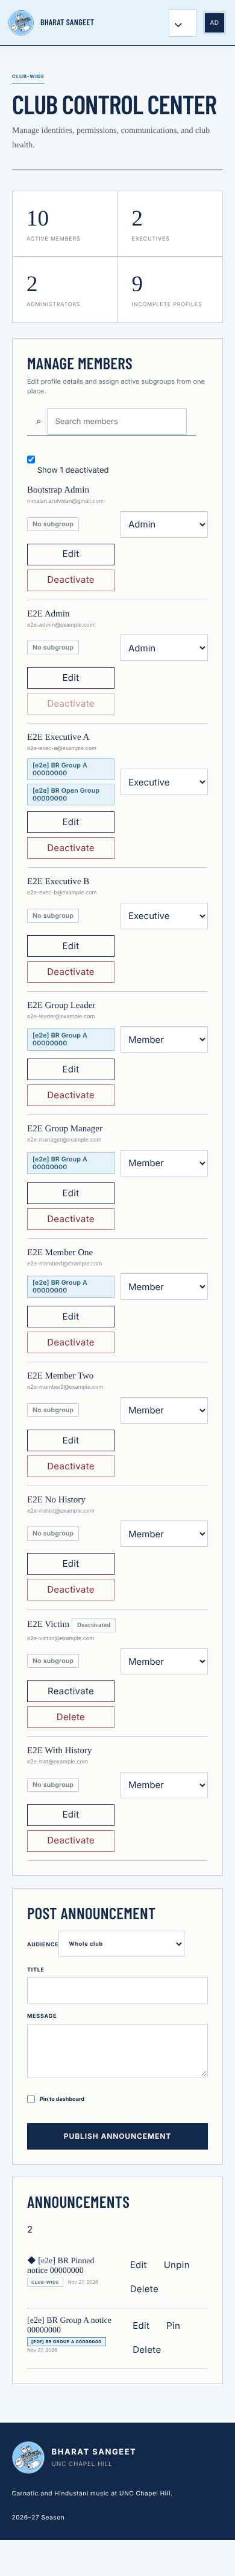 BHARAT SANGEET
AD
CLUB-WIDE
CLUB CONTROL CENTER
Manage identities, permissions, communications, and club
health.
10
ACTIVE MEMBERS
2
EXECUTIVES
2
ADMINISTRATORS
9
INCOMPLETE PROFILES
MANAGE MEMBERS
Edit profile details and assign active subgroups from one
place.
Search members
Show 1 deactivated
Bootstrap Admin
No subgroup
Admin
Edit
Deactivate
E2E Admin
e2e-admin@example.com
No subgroup
Admin
Edit
Deactivate
E2E Executive A
e2e-exec-a@example.com
[e2e] BR Group A
00000000
[e2e] BR Open Group
00000000
Executive
Edit
Deactivate
E2E Executive B
e2e-exec-b@example.com
No subgroup
Executive
Edit
Deactivate
E2E Group Leader
e2e-leader@example.com
[e2e] BR Group A
00000000
Member
Edit
Deactivate
E2E Group Manager
e2e-manager@example.com
[e2e] BR Group A
00000000
Member
Edit
Deactivate
E2E Member One
e2e-member1@example.com
[e2e] BR Group A
00000000
Member
Edit
Deactivate
E2E Member Two
e2e-member2@example.com
No subgroup
Member
Edit
Deactivate
E2E No History
e2e-nohist@example.com
No subgroup
Member
Edit
Deactivate
E2E Victim Deactivated
e2e-victim@example.com
No subgroup
Member
Reactivate
Delete
E2E With History
e2e-hist@example.com
No subgroup
Member
Edit
Deactivate
POST ANNOUNCEMENT
AUDIENCE Whole club
TITLE
MESSAGE
Pin to dashboard
PUBLISH ANNOUNCEMENT
ANNOUNCEMENTS
2
◆ [e2e] BR Pinned
notice 00000000
CLUB-WIDE Nov 27, 2026
Edit Unpin
Delete
[e2e] BR Group A notice
00000000
[E2E] BR GROUP A 00000000
Nov 27, 2026
Edit Pin
Delete
BHARAT SANGEET
UNC CHAPEL HILL
Carnatic and Hindustani music at UNC Chapel Hill.
2026–27 Season